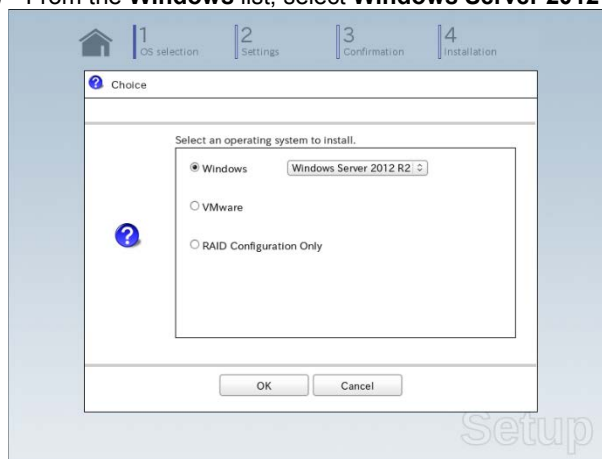 From the Windows list, select Windows Server 2012
1
OS selection
2
Settings
3
Confirmation
4
Installation
Choice
Select an operating system to install.
Windows
Windows Server 2012 R2
VMware
RAID Configuration Only
OK
Cancel
Setup